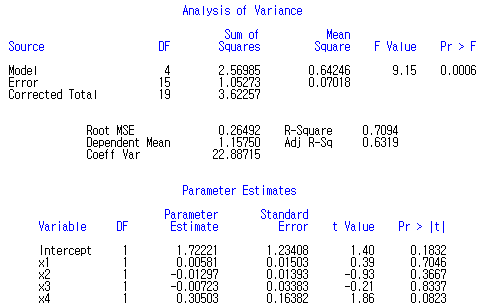 Analysis of Variance
Sum of Mean
Source DF Squares Square F Value Pr > F
Model 4 2.56985 0.64246 9.15 0.0006
Error 15 1.05273 0.07018
Corrected Total 19 3.62257
Root MSE 0.26492 R-Square 0.7094
Dependent Mean 1.15750 Adj R-Sq 0.6319
Coeff Var 22.88715
Parameter Estimates
Parameter Standard
Variable DF Estimate Error t Value Pr > |t|
Intercept 1 1.72221 1.23408 1.40 0.1832
x1 1 0.00581 0.01503 0.39 0.7046
x2 1 -0.01297 0.01393 -0.93 0.3667
x3 1 -0.00723 0.03383 -0.21 0.8337
x4 1 0.30503 0.16382 1.86 0.0823